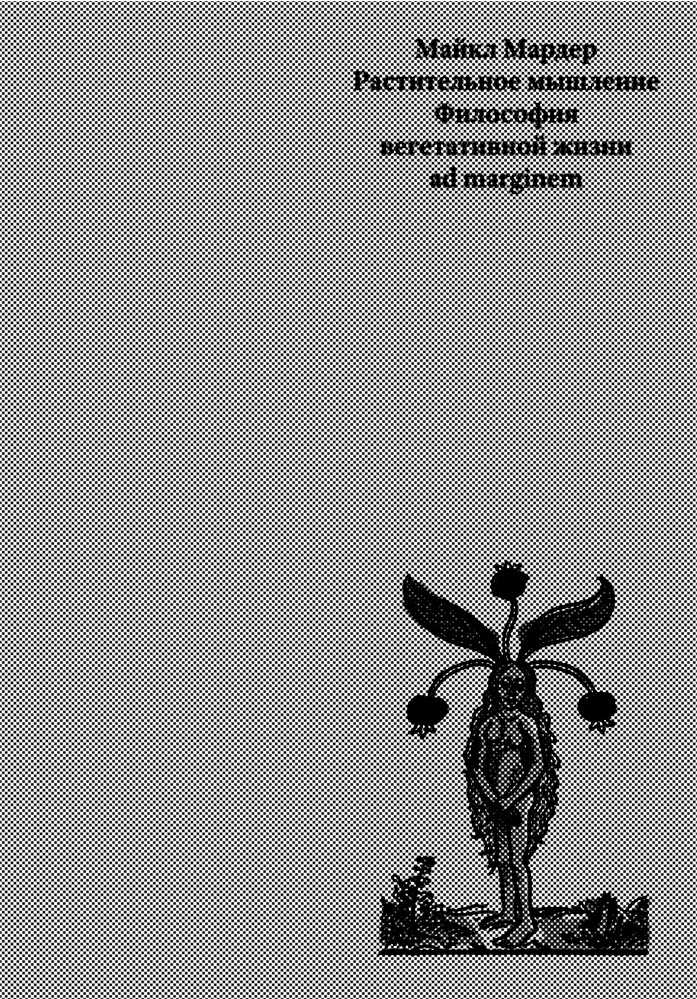 Майкл Мардер
Растительное мышление
Философия
вегетативной жизни
ad marginem